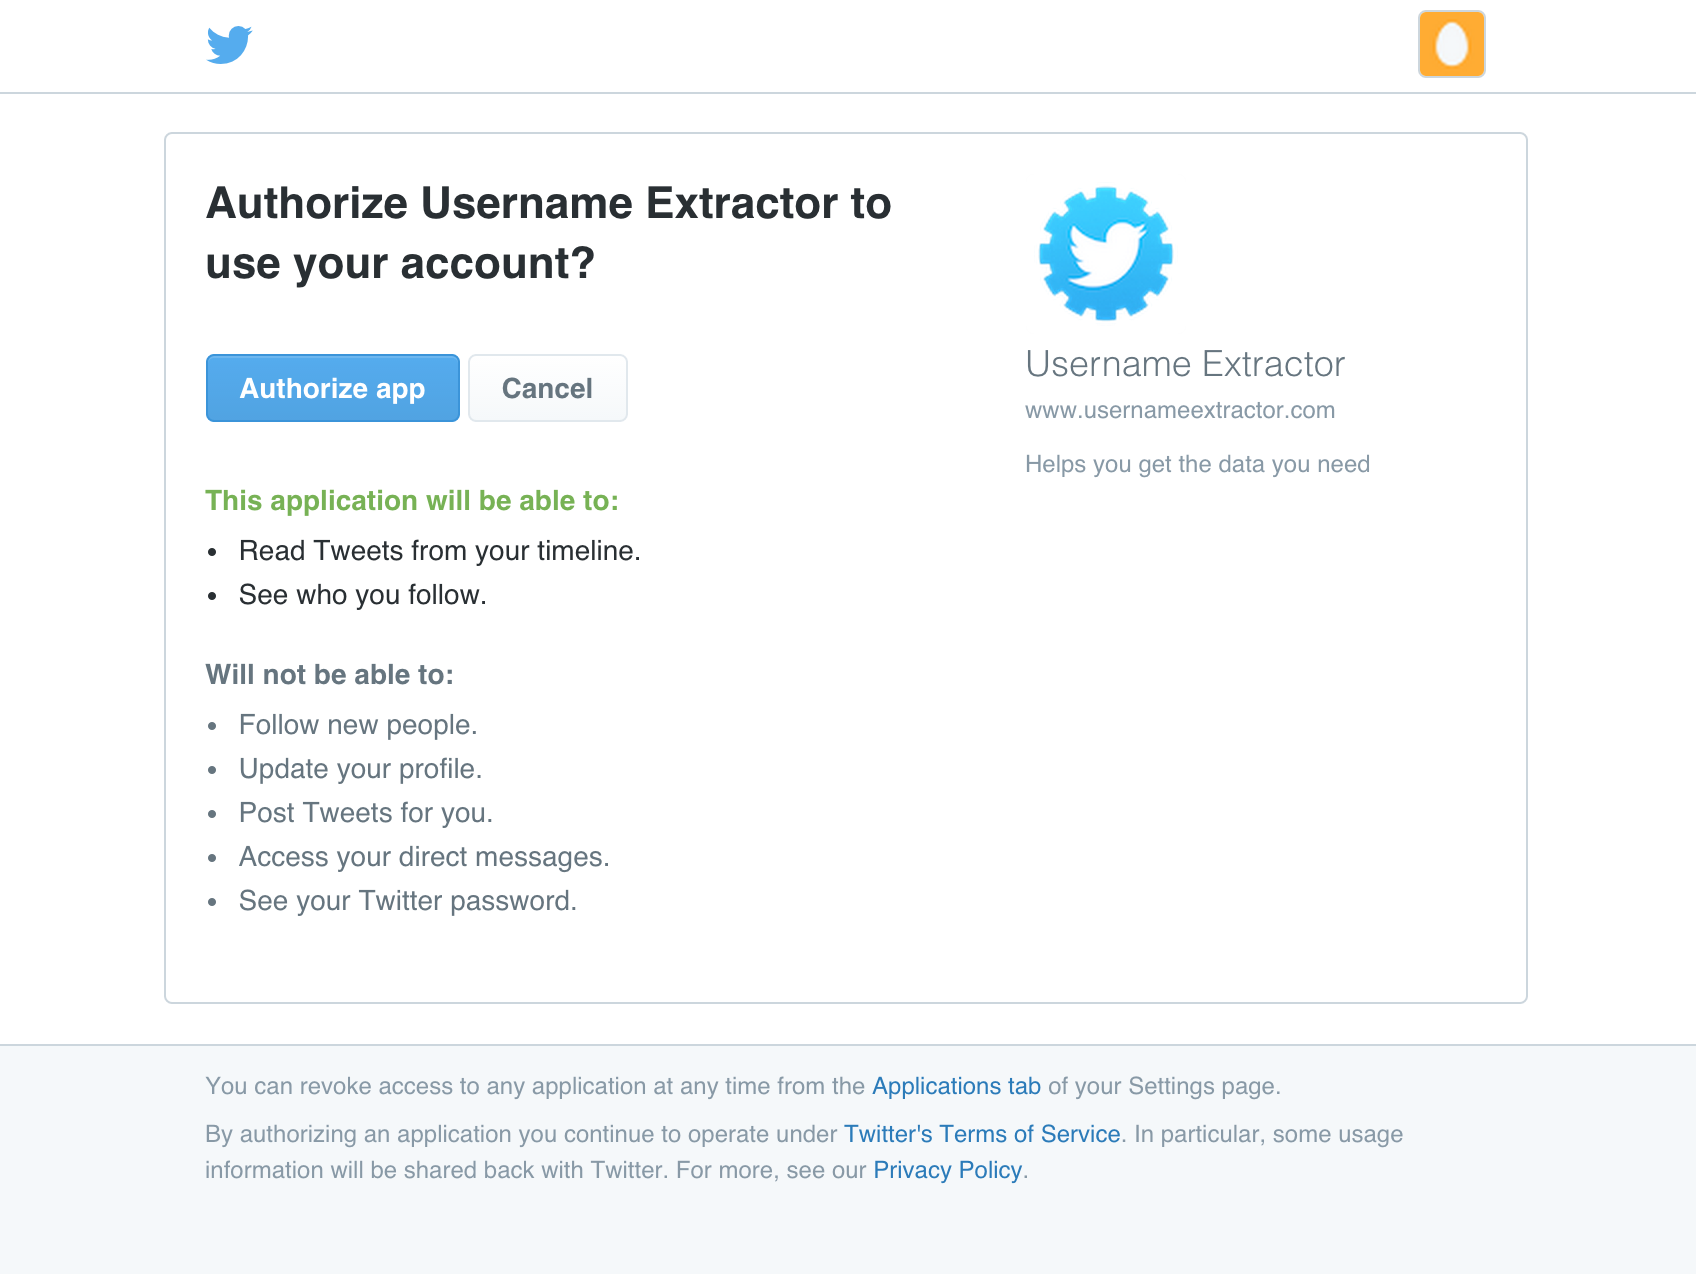 Authorize Username Extractor to
use your account?
Authorize app
Cancel
This application will be able to:
• Read Tweets from your timeline.
• See who you follow.
Will not be able to:
• Follow new people.
• Update your profile.
• Post Tweets for you.
• Access your direct messages.
• See your Twitter password.
Username Extractor
www.usernameextractor.com
Helps you get the data you need
You can revoke access to any application at any time from the Applications tab of your Settings page.
By authorizing an application you continue to operate under Twitter's Terms of Service. In particular, some usage
information will be shared back with Twitter. For more, see our Privacy Policy.